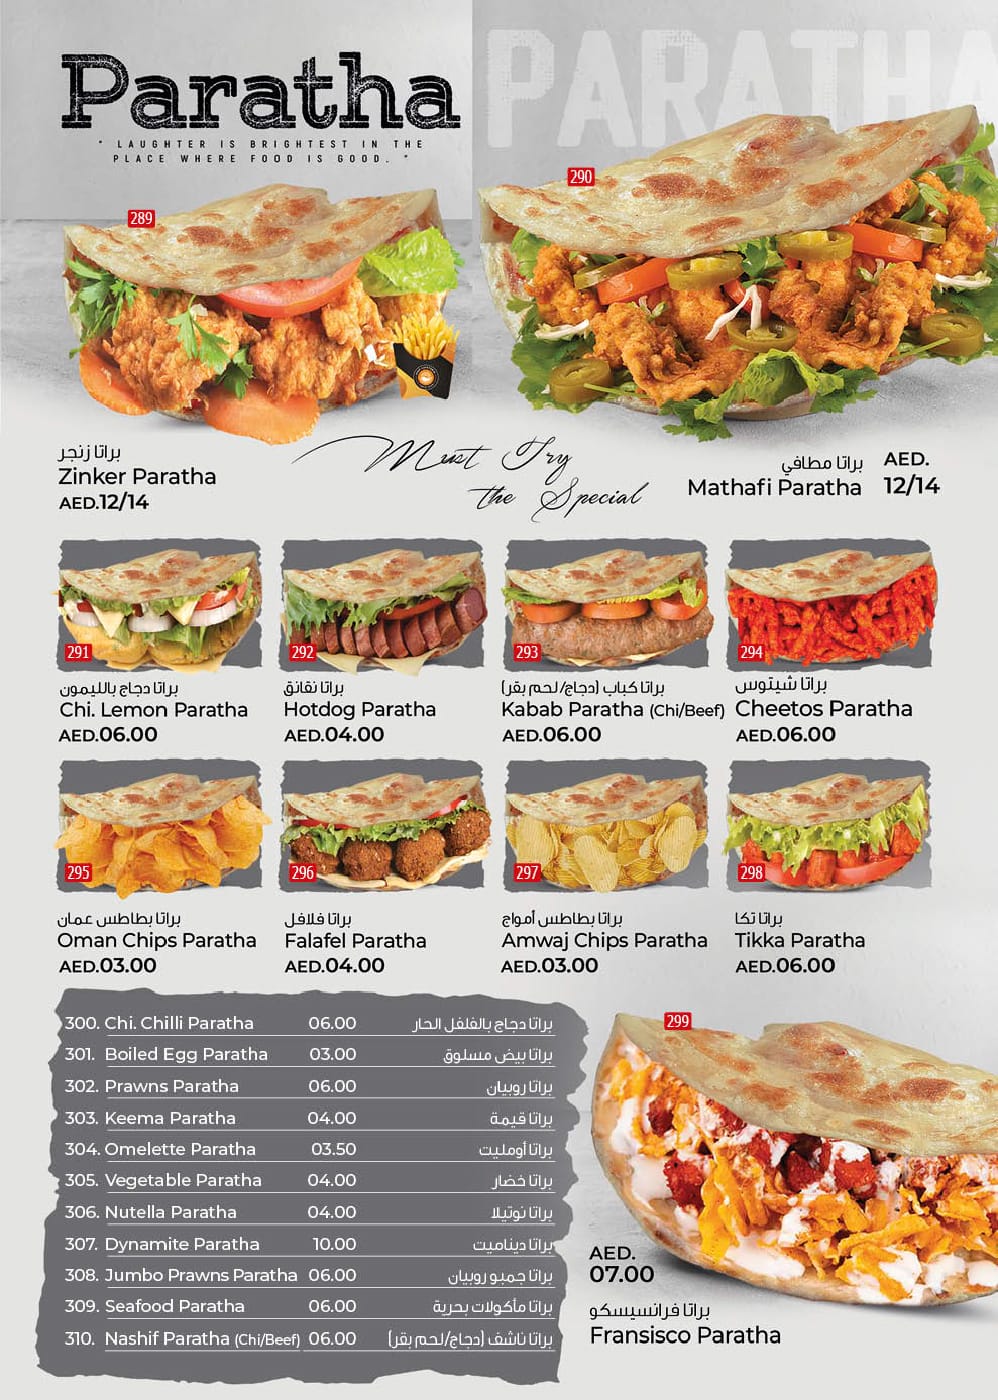 Paratha
PARATHA
" LAUGHTER IS BRIGHTEST IN THE
PLACE WHERE FOOD IS GOOD.. "
289
290
براتا زنجر
Zinker Paratha
AED.12/14
Must Try
the Special
براتا مطافي
Mathafi Paratha
AED.
12/14
291
براتا دجاج بالليمون
Chi. Lemon Paratha
AED.06.00
292
براتا نقانق
Hotdog Paratha
AED.04.00
293
براتا كباب (دجاج/لحم بقر)
Kabab Paratha (Chi/Beef)
AED.06.00
294
براتا شيتوس
Cheetos Paratha
AED.06.00
295
براتا بطاطس عمان
Oman Chips Paratha
AED.03.00
296
براتا فلافل
Falafel Paratha
AED.04.00
297
براتا بطاطس أمواج
Amwaj Chips Paratha
AED.03.00
298
براتا تكا
Tikka Paratha
AED.06.00
300. Chi. Chilli Paratha 06.00 براتا دجاج بالفلفل الحار
301. Boiled Egg Paratha 03.00 براتا بيض مسلوق
302. Prawns Paratha 06.00 براتا روبيان
303. Keema Paratha 04.00 براتا قيمة
304. Omelette Paratha 03.50 براتا أومليت
305. Vegetable Paratha 04.00 براتا خضار
306. Nutella Paratha 04.00 براتا نوتيلا
307. Dynamite Paratha 10.00 براتا ديناميت
308. Jumbo Prawns Paratha 06.00 براتا جمبو روبيان
309. Seafood Paratha 06.00 براتا مأكولات بحرية
310. Nashif Paratha (Chi/Beef) 06.00 براتا ناشف (دجاج/لحم بقر)
299
AED.
07.00
براتا فرانسيسكو
Fransisco Paratha